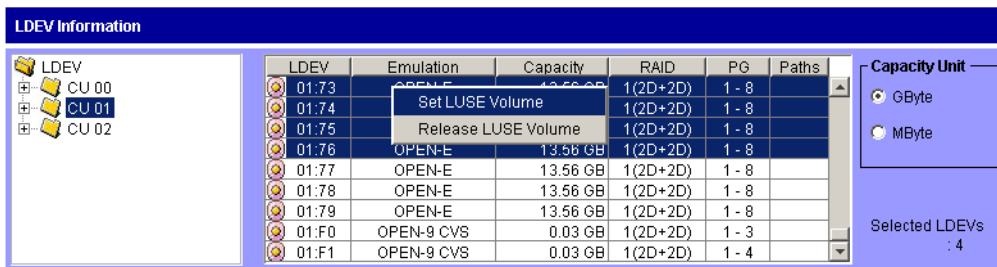 LDEV Information
LDEV
CU 00
CU 01
CU 02
LDEV Emulation Capacity RAID PG Paths
01:73 OPEN-E 13.56 GB 1(2D+2D) 1 - 8
01:74 1(2D+2D) 1 - 8
01:75 1(2D+2D) 1 - 8
01:76 OPEN-E 13.56 GB 1(2D+2D) 1 - 8
01:77 OPEN-E 13.56 GB 1(2D+2D) 1 - 8
01:78 OPEN-E 13.56 GB 1(2D+2D) 1 - 8
01:79 OPEN-E 13.56 GB 1(2D+2D) 1 - 8
01:F0 OPEN-9 CVS 0.03 GB 1(2D+2D) 1 - 3
01:F1 OPEN-9 CVS 0.03 GB 1(2D+2D) 1 - 4
Set LUSE Volume
Release LUSE Volume
Capacity Unit
GByte
MByte
Selected LDEVs
: 4